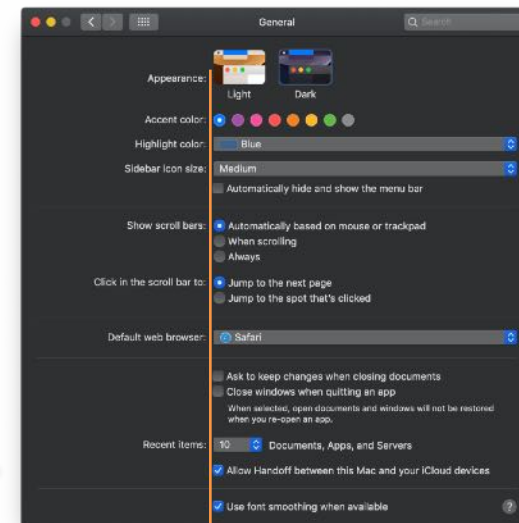 General
Search
Appearance:
Light
Dark
Accent color:
Highlight color:
Blue
Sidebar icon size:
Medium
Automatically hide and show the menu bar
Show scroll bars:
Automatically based on mouse or trackpad
When scrolling
Always
Click in the scroll bar to:
Jump to the next page
Jump to the spot that's clicked
Default web browser:
Safari
Ask to keep changes when closing documents
Close windows when quitting an app
When selected, open documents and windows will not be restored
when you re-open an app.
Recent items:
10
Documents, Apps, and Servers
Allow Handoff between this Mac and your iCloud devices
Use font smoothing when available
?